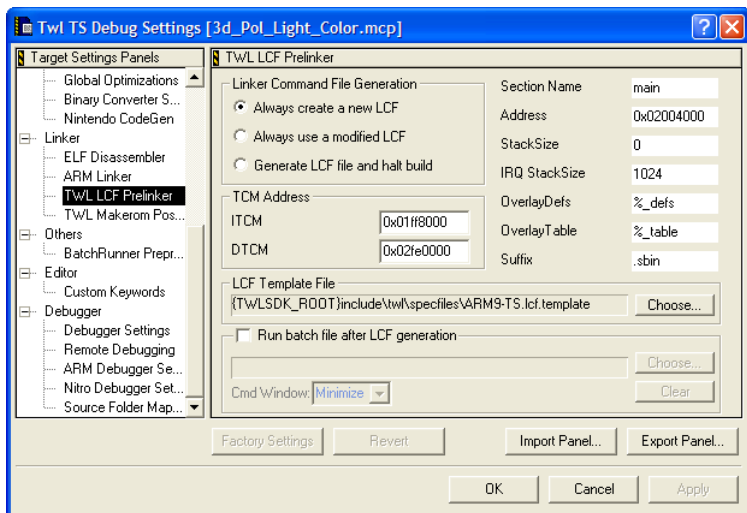 Twl TS Debug Settings [3d_Pol_Light_Color.mcp]
Target Settings Panels
Global Optimizations
Binary Converter S...
Nintendo CodeGen
Linker
ELF Disassembler
ARM Linker
TWL LCF Prelinker
TWL Makerom Pos...
Others
BatchRunner Prepr...
Editor
Custom Keywords
Debugger
Debugger Settings
Remote Debugging
ARM Debugger Se...
Nitro Debugger Set...
Source Folder Map...
TWL LCF Prelinker
Linker Command File Generation
Always create a new LCF
Always use a modified LCF
Generate LCF file and halt build
TCM Address
ITCM 0x01ff8000
DTCM 0x02fe0000
Section Name main
Address 0x02004000
StackSize 0
IRQ StackSize 1024
OverlayDefs %_defs
OverlayTable %_table
Suffix .sbin
LCF Template File
{TWLSDK_ROOT}include\twl\specfiles\ARM9-TS.lcf.template Choose...
Run batch file after LCF generation
Choose...
Cmd Window: Minimize Clear
Factory Settings Revert Import Panel... Export Panel...
OK Cancel Apply